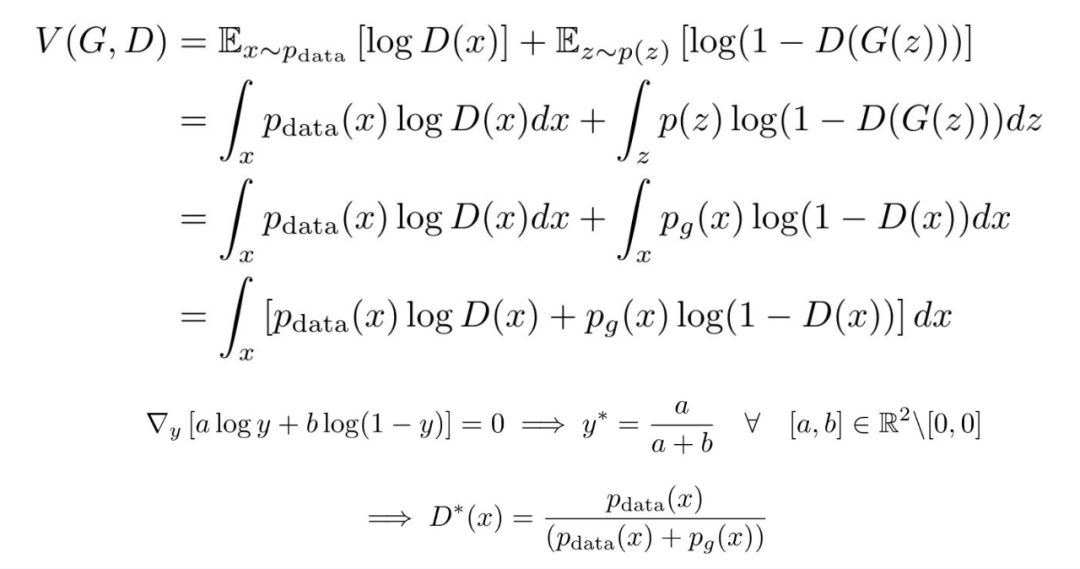 V(G, D) = 𝔼_{x∼p_data} [log D(x)] + 𝔼_{z∼p(z)} [log(1 − D(G(z)))]
= ∫_x p_data(x) log D(x)dx + ∫_z p(z) log(1 − D(G(z)))dz
= ∫_x p_data(x) log D(x)dx + ∫_x p_g(x) log(1 − D(x))dx
= ∫_x [p_data(x) log D(x) + p_g(x) log(1 − D(x))] dx
∇_y [a log y + b log(1 − y)] = 0 ⟹ y* = a/(a + b) ∀ [a, b] ∈ ℝ²\[0, 0]
⟹ D*(x) = p_data(x)/(p_data(x) + p_g(x))